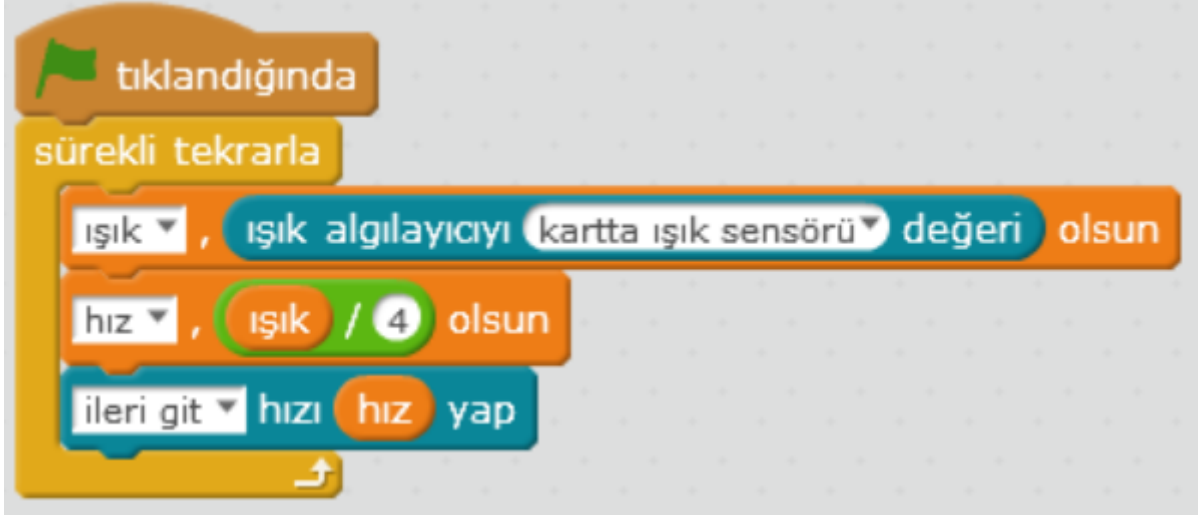 tıklandığında
sürekli tekrarla
ışık , ışık algılayıcıyı kartta ışık sensörü değeri olsun
hız , ışık / 4 olsun
ileri git hızı hız yap